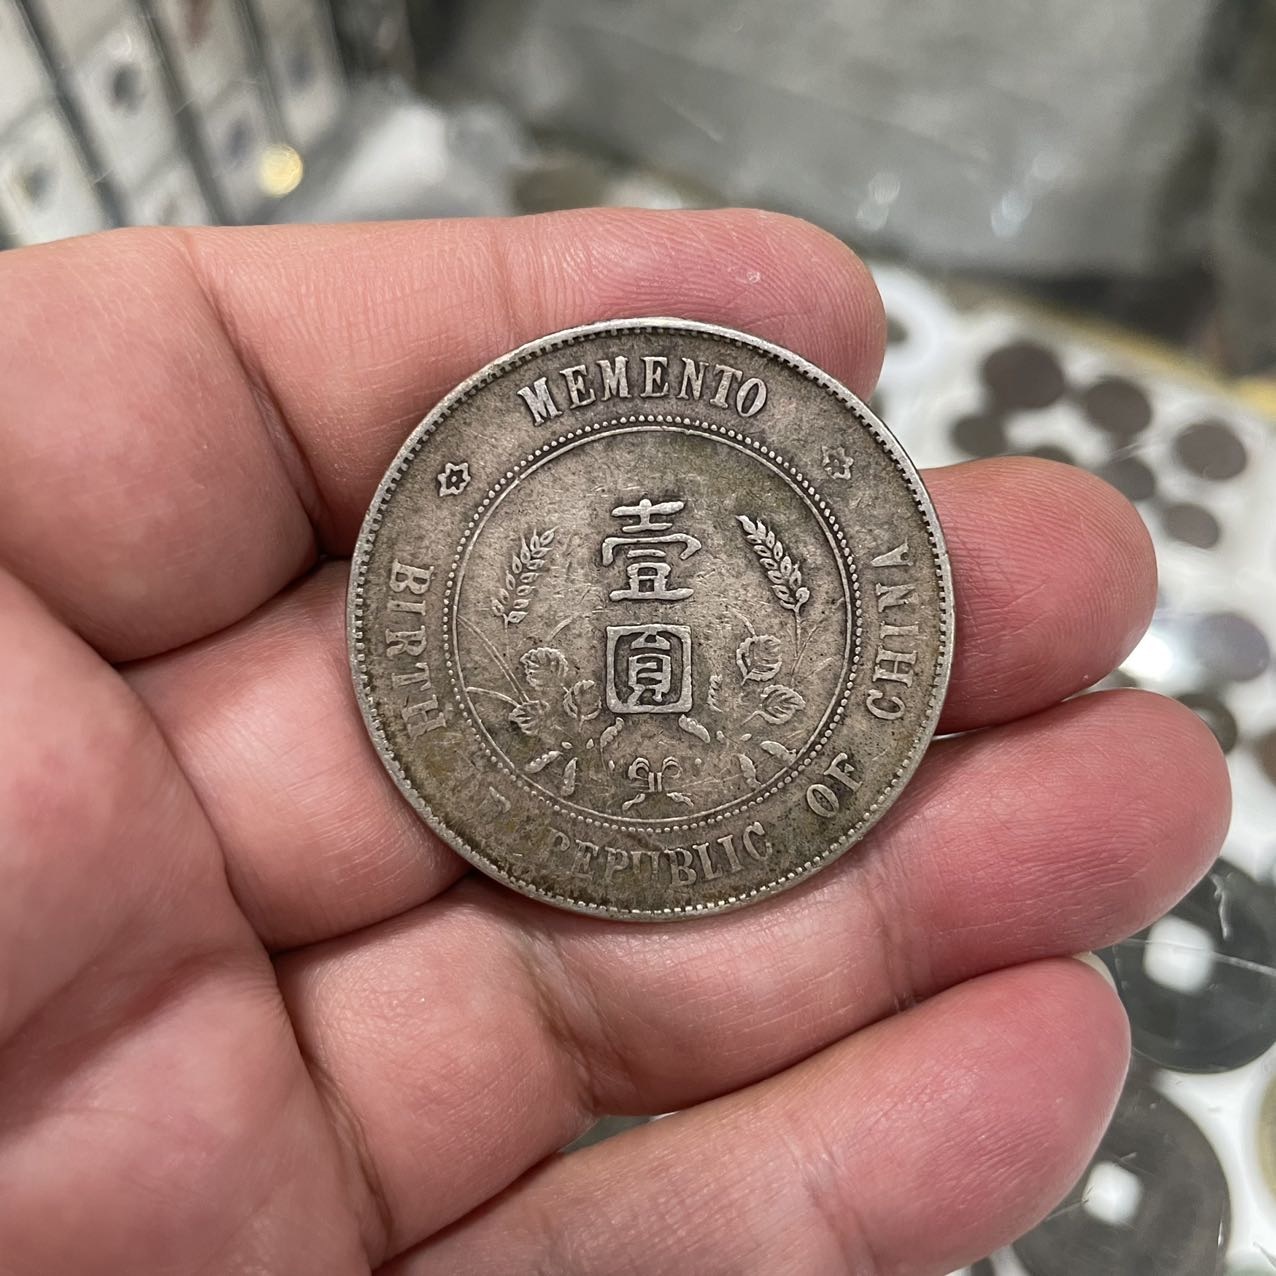 MEMENTO
壹
圓
BIRTH
REPUBLIC OF CHINA